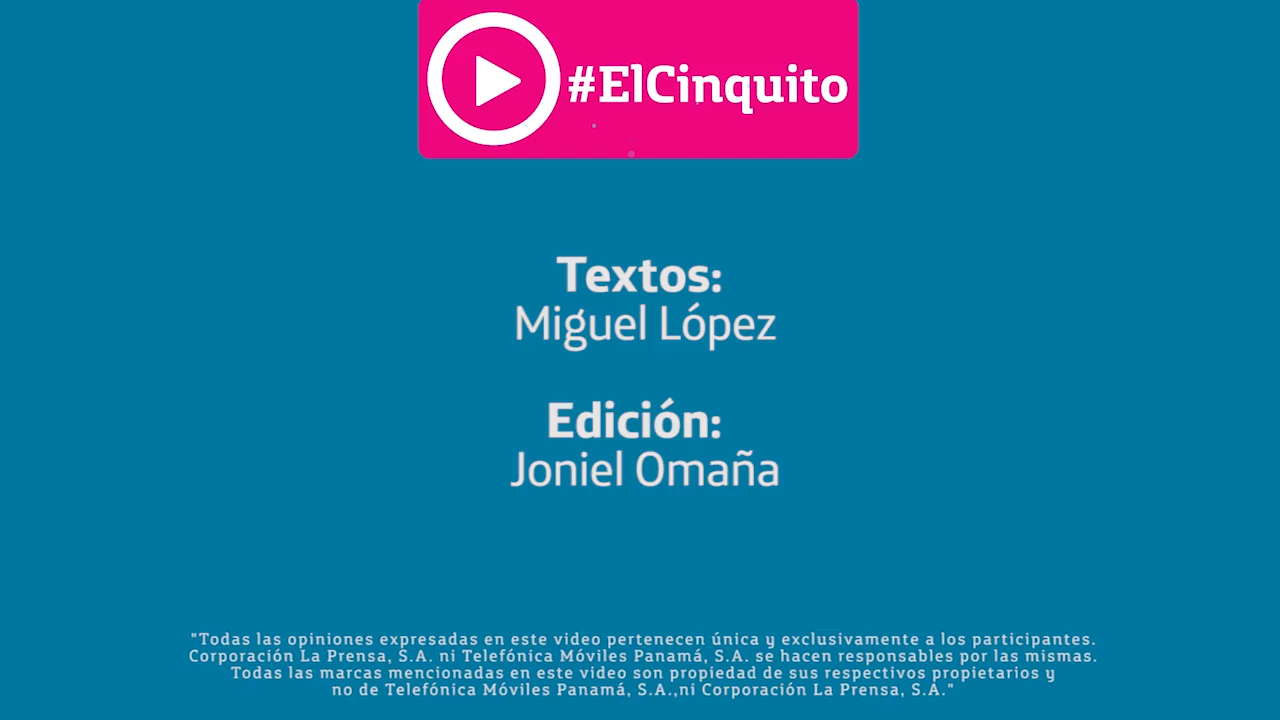 #ElCinquito
Textos:
Miguel López
Edición:
Joniel Omaña
"Todas las opiniones expresadas en este video pertenecen única y exclusivamente a los participantes.
Corporación La Prensa, S.A. ni Telefónica Móviles Panamá, S.A. se hacen responsables por las mismas.
Todas las marcas mencionadas en este video son propiedad de sus respectivos propietarios y
no de Telefónica Móviles Panamá, S.A.,ni Corporación La Prensa, S.A."